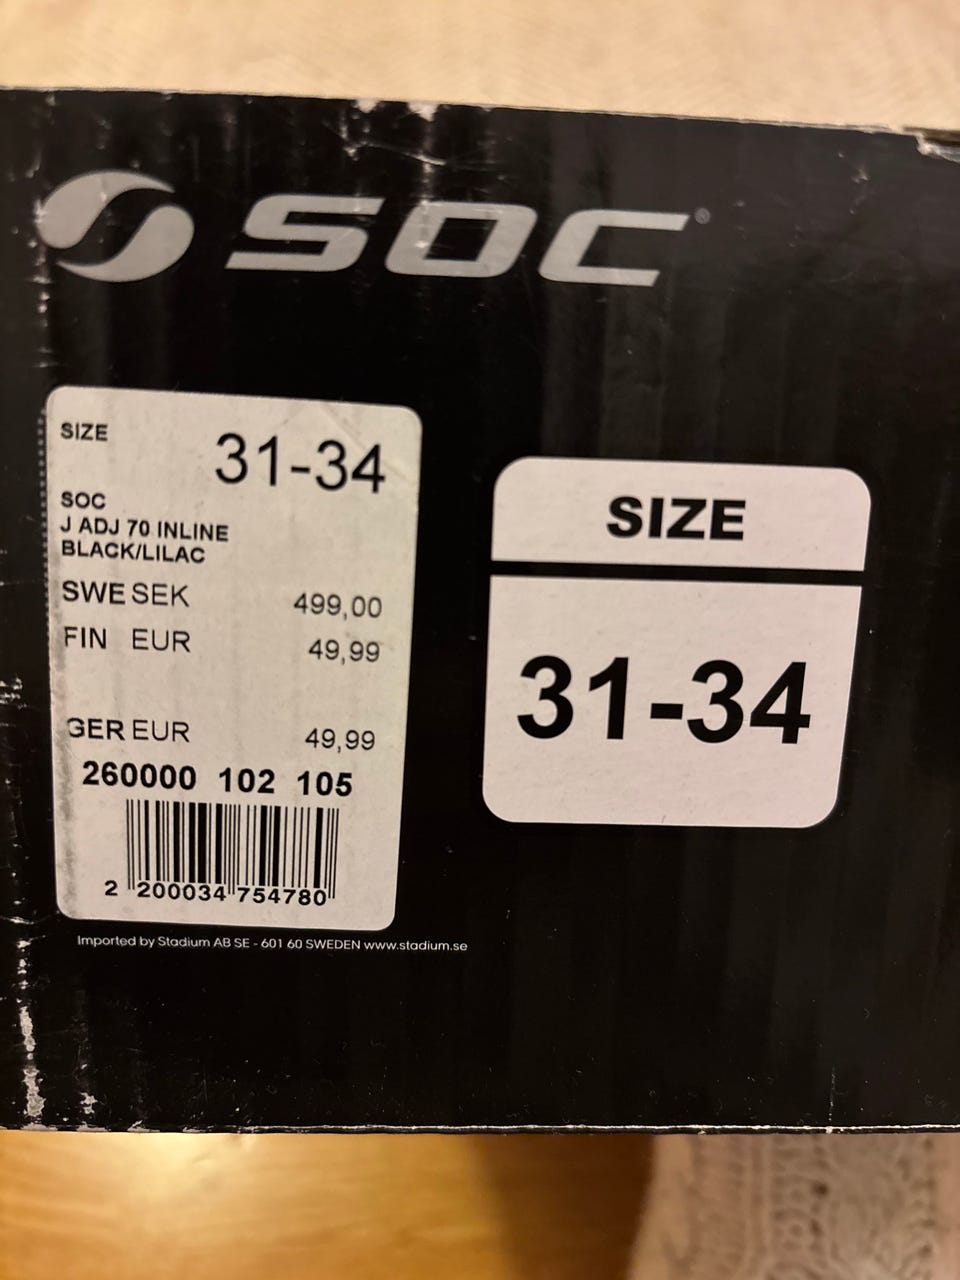 SOC®
SIZE 31-34
SOC
J ADJ 70 INLINE
BLACK/LILAC
SWE SEK 499,00
FIN EUR 49,99
GER EUR 49,99
260000 102 105
2 200034 754780
Imported by Stadium AB SE - 601 60 SWEDEN www.stadium.se
SIZE
31-34